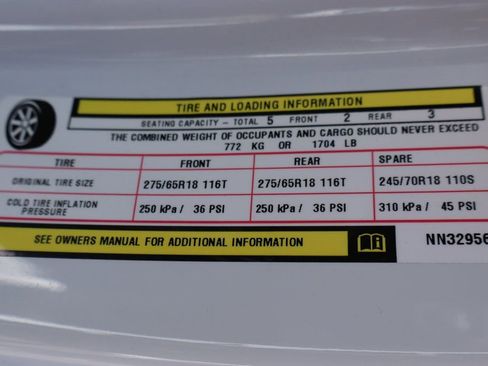 TIRE AND LOADING INFORMATION
SEATING CAPACITY – TOTAL 5 FRONT 2 REAR 3
THE COMBINED WEIGHT OF OCCUPANTS AND CARGO SHOULD NEVER EXCEED
772 KG OR 1704 LB
TIRE FRONT REAR SPARE
ORIGINAL TIRE SIZE 275/65R18 116T 275/65R18 116T 245/70R18 110S
COLD TIRE INFLATION PRESSURE 250 kPa / 36 PSI 250 kPa / 36 PSI 310 kPa / 45 PSI
SEE OWNERS MANUAL FOR ADDITIONAL INFORMATION NN32956